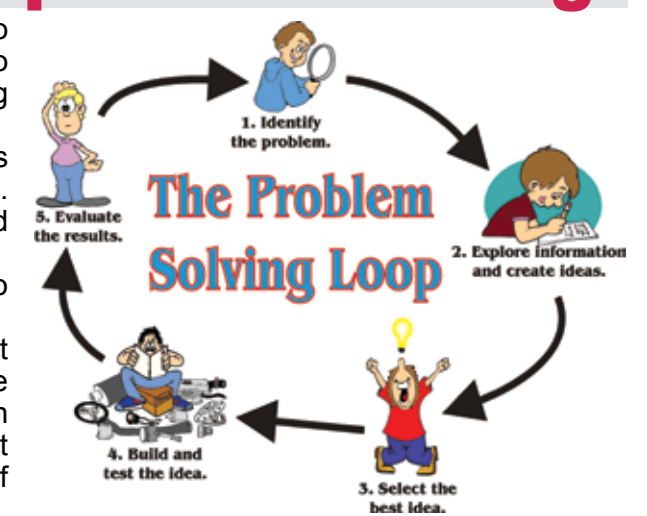 The Problem
Solving Loop
1. Identify
the problem.
2. Explore information
and create ideas.
3. Select the
best idea.
4. Build and
test the idea.
5. Evaluate
the results.